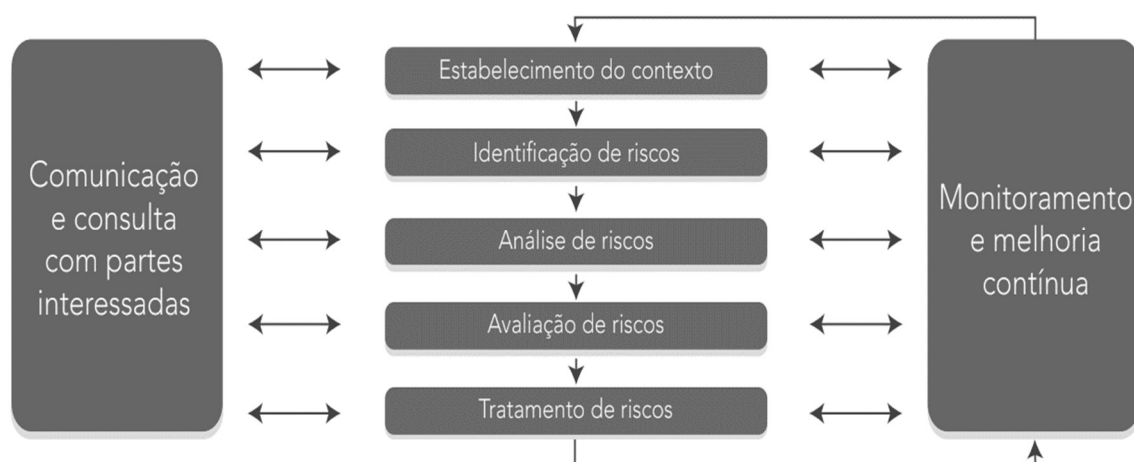 Comunicação
e consulta
com partes
interessadas
Estabelecimento do contexto
Identificação de riscos
Análise de riscos
Avaliação de riscos
Tratamento de riscos
Monitoramento
e melhoria
contínua